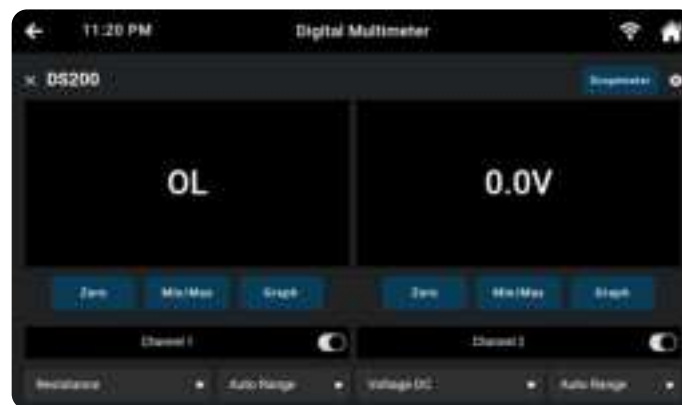 11:20 PM Digital Multimeter
× DS200 Scopemeter
OL 0.0V
Zero Min/Max Graph Zero Min/Max Graph
Channel 1 Channel 2
Resistance Auto Range Voltage DC Auto Range